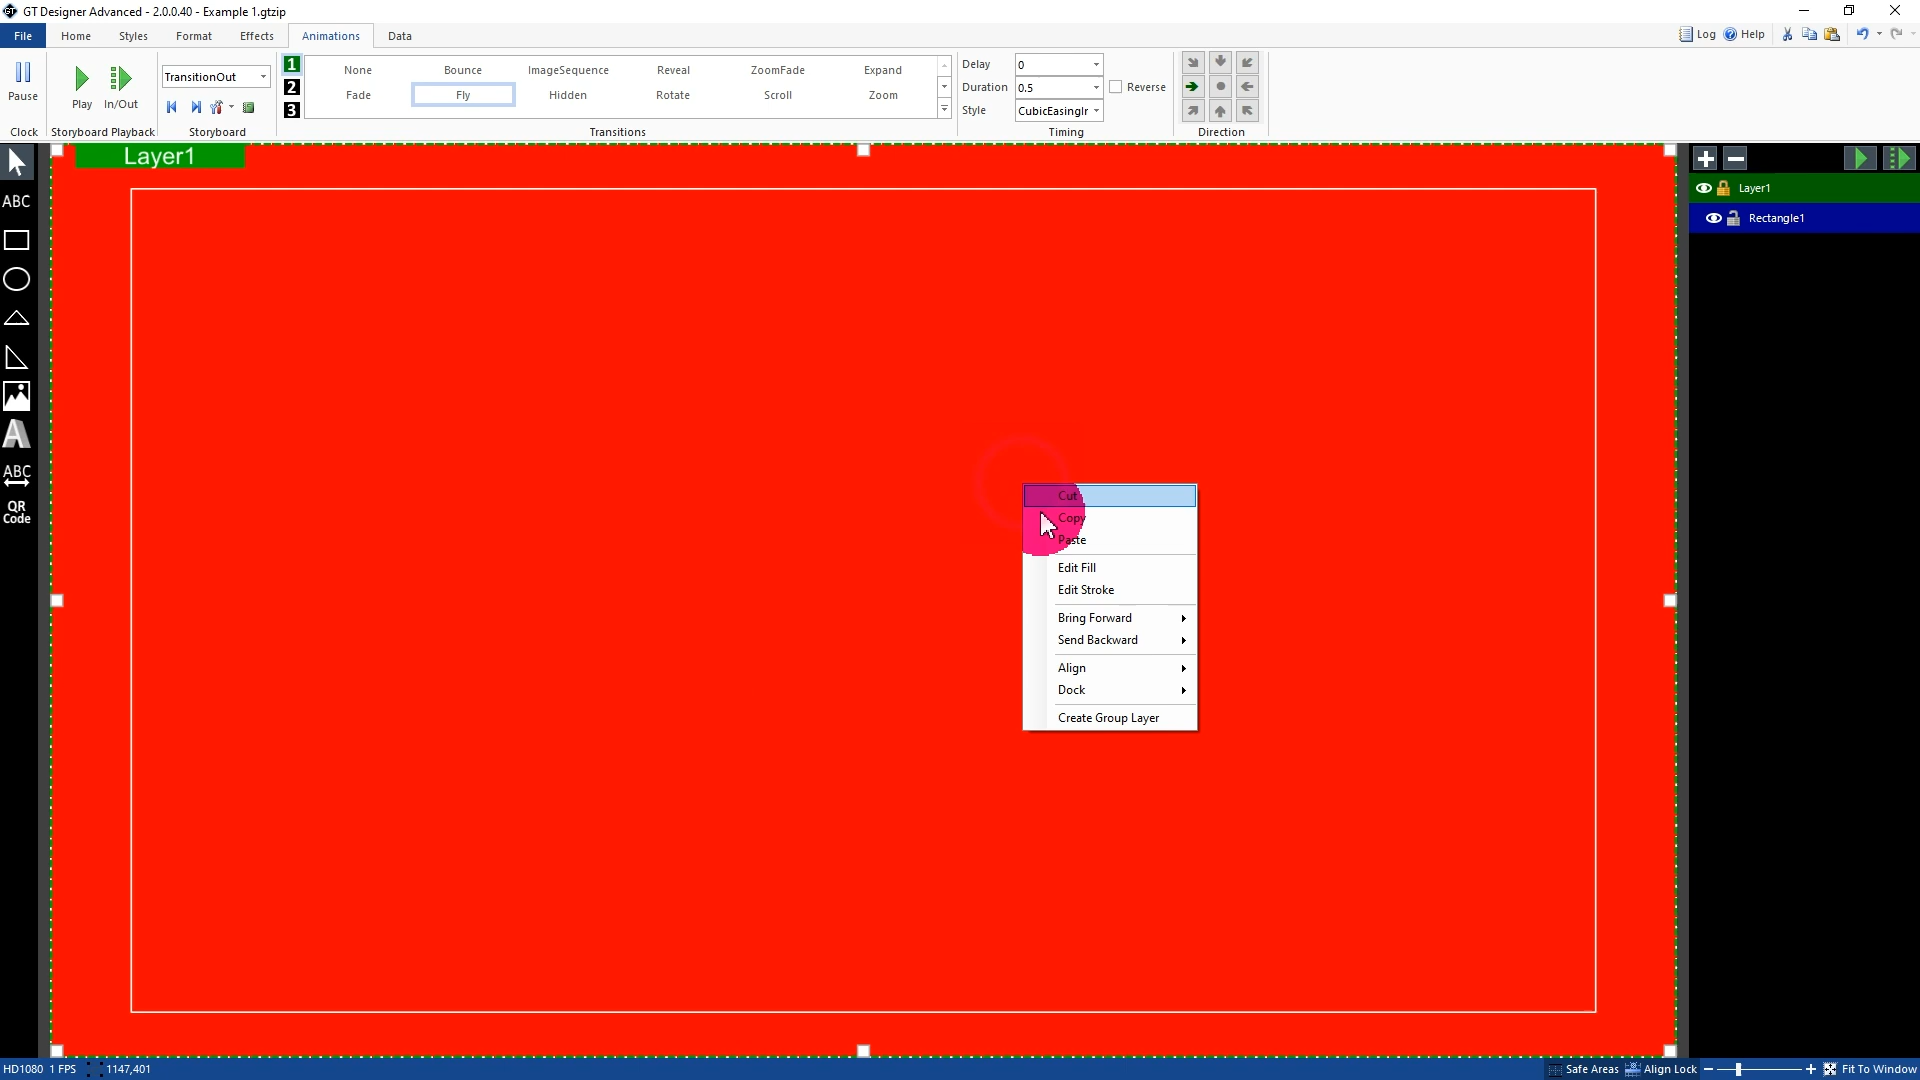 GT Designer Advanced - 2.0.0.40 - Example 1.gtzip
File Home Styles Format Effects Animations Data
Log Help
Pause
Play In/Out
TransitionOut
1
2
3
None Bounce ImageSequence Reveal ZoomFade Expand
Fade Fly Hidden Rotate Scroll Zoom
Delay 0
Duration 0.5
Reverse
Style CubicEasingIr
Clock Storyboard Playback Storyboard Transitions Timing Direction
Layer1
ABC
A
ABC
QR
Code
Layer1
Rectangle1
Cut
Copy
Paste
Edit Fill
Edit Stroke
Bring Forward
Send Backward
Align
Dock
Create Group Layer
HD1080 1 FPS 1147,401
Safe Areas Align Lock Fit To Window